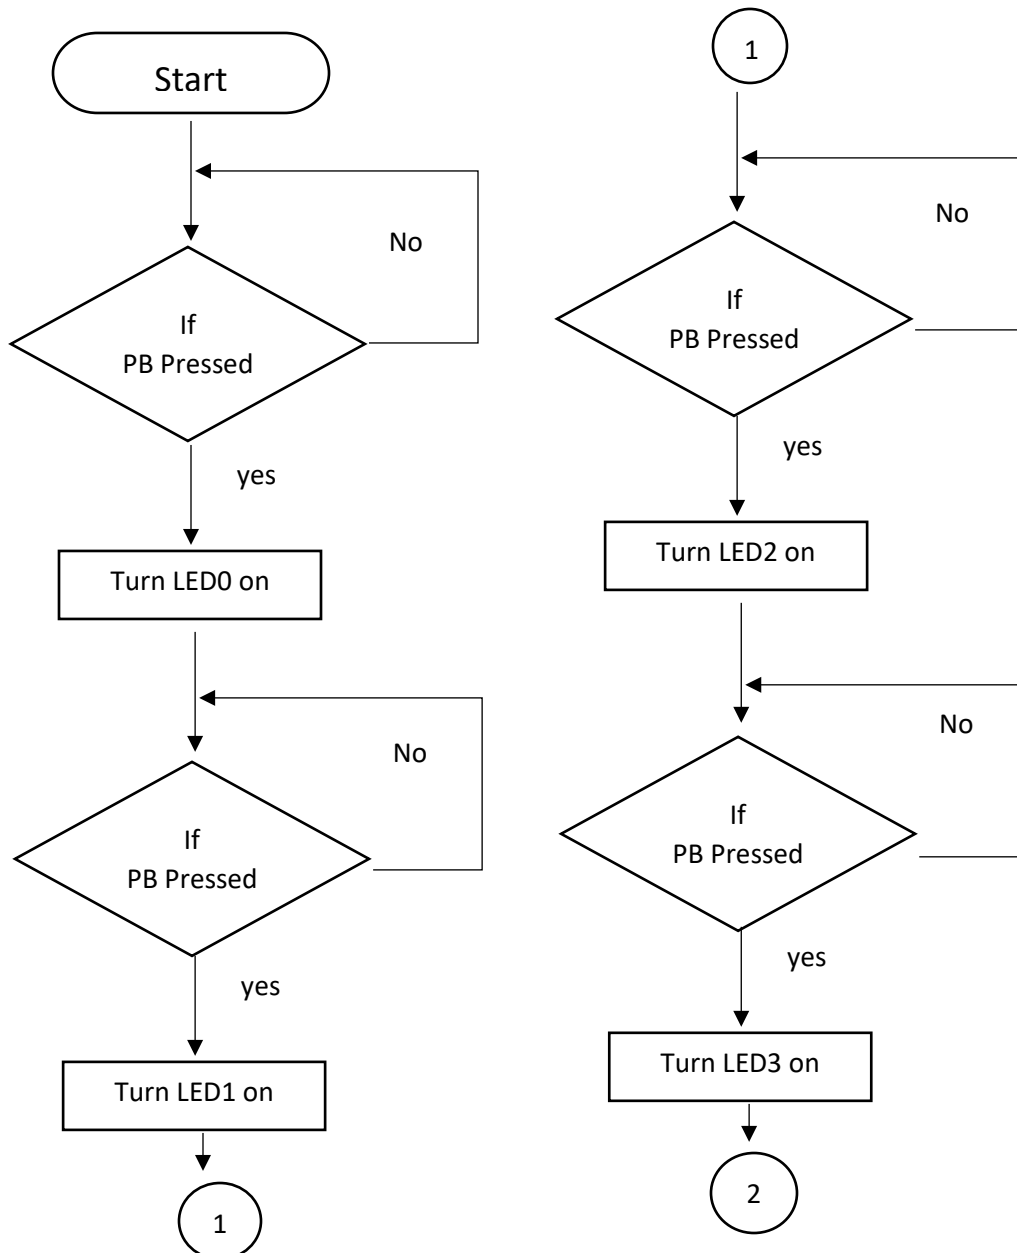 Start
No
If
PB Pressed
yes
Turn LED0 on
No
If
PB Pressed
yes
Turn LED1 on
1
1
No
If
PB Pressed
yes
Turn LED2 on
No
If
PB Pressed
yes
Turn LED3 on
2